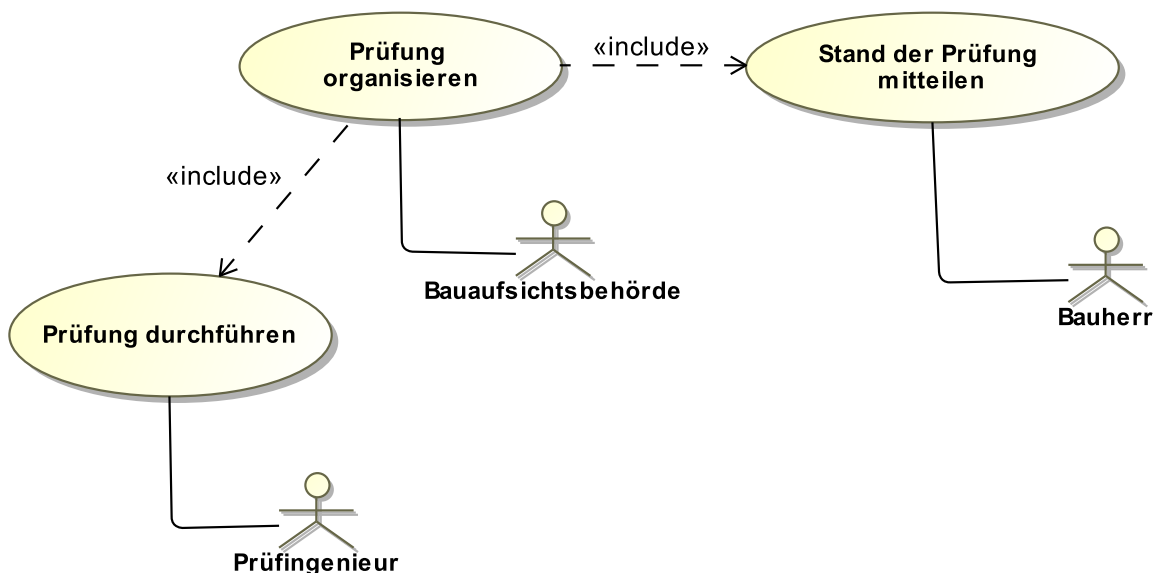 Prüfung
organisieren
«include»
Stand der Prüfung
mitteilen
«include»
Bauaufsichtsbehörde
Bauherr
Prüfung durchführen
Prüfingenieur